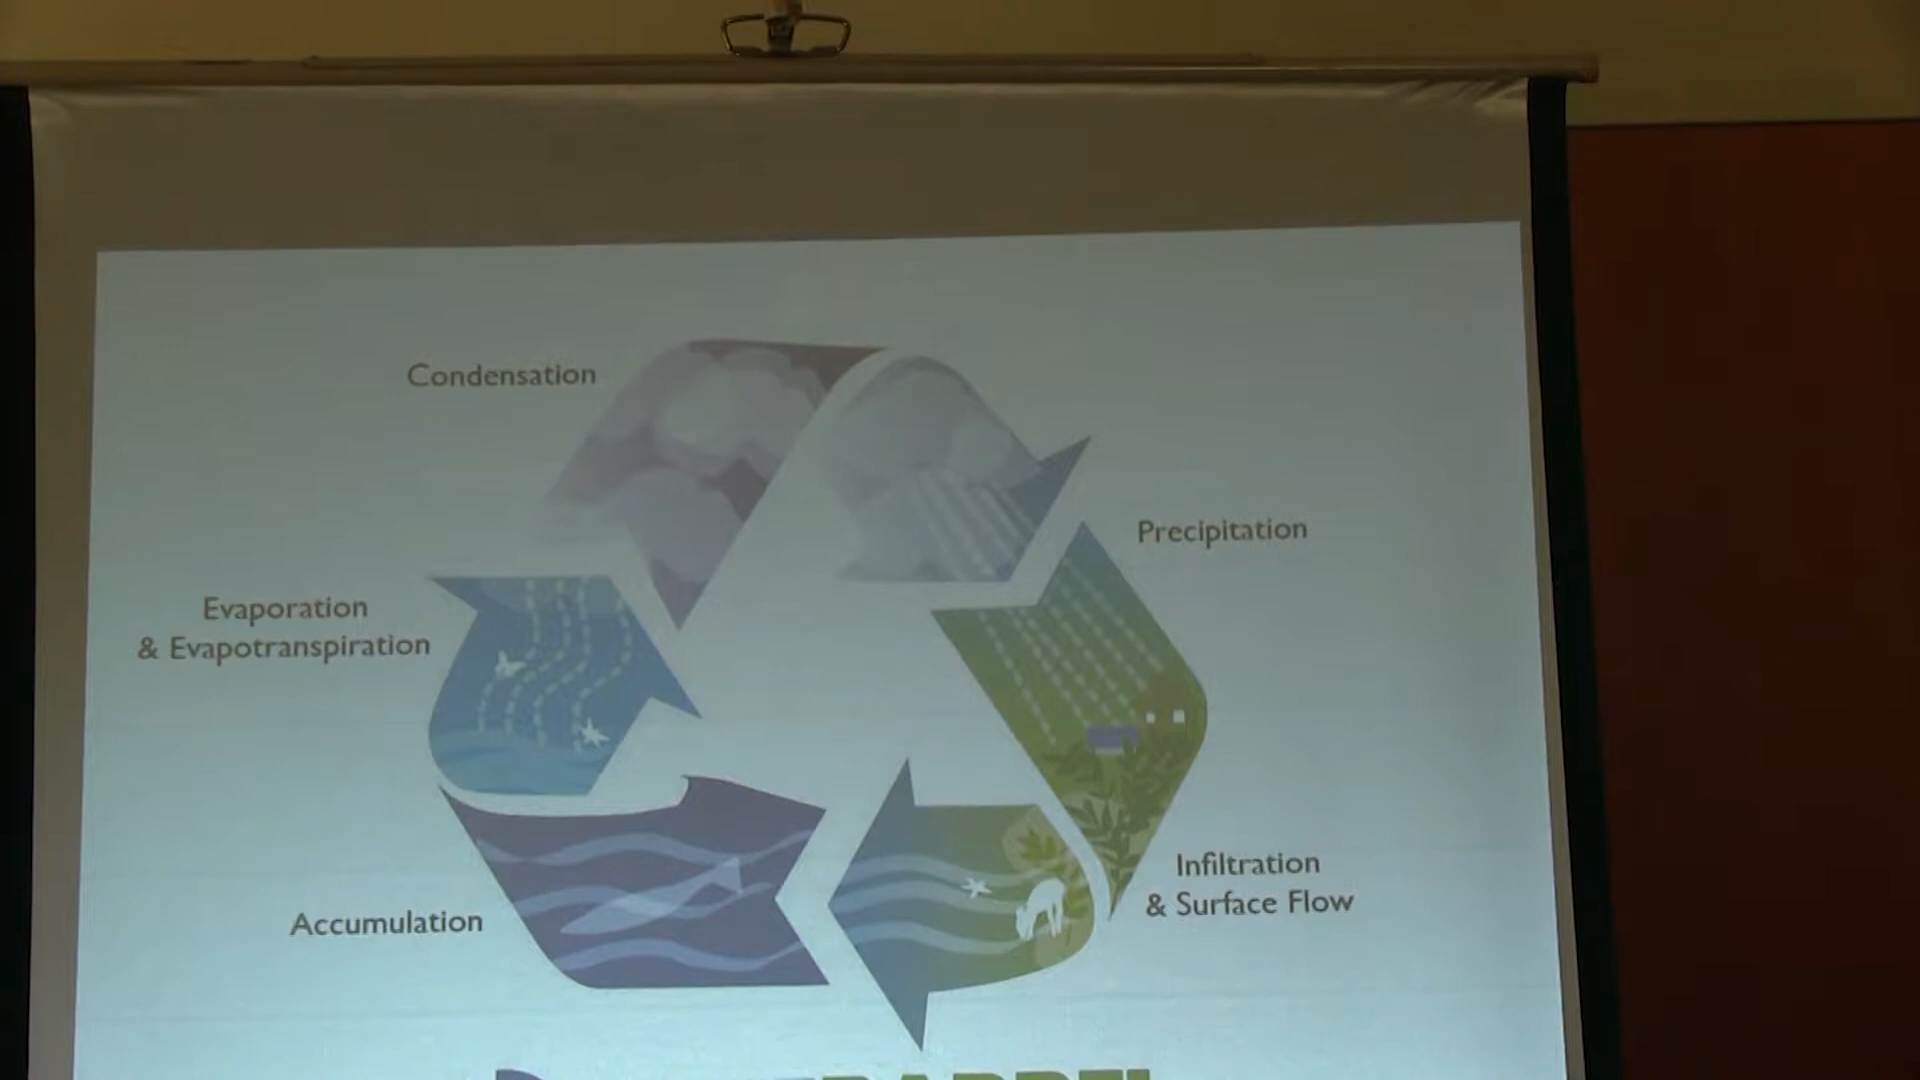 Condensation
Precipitation
Evaporation
& Evapotranspiration
Infiltration
& Surface Flow
Accumulation